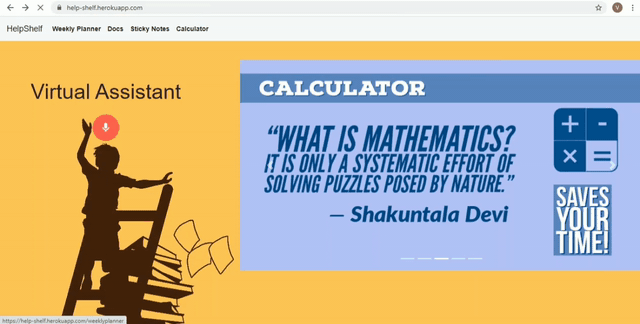 help-shelf.herokuapp.com
V
HelpShelf Weekly Planner Docs Sticky Notes Calculator
Virtual Assistant
CALCULATOR
“WHAT IS MATHEMATICS?
IT IS ONLY A SYSTEMATIC EFFORT OF
SOLVING PUZZLES POSED BY NATURE.”
— Shakuntala Devi
SAVES
YOUR
TIME!
https://help-shelf.herokuapp.com/weeklyplanner